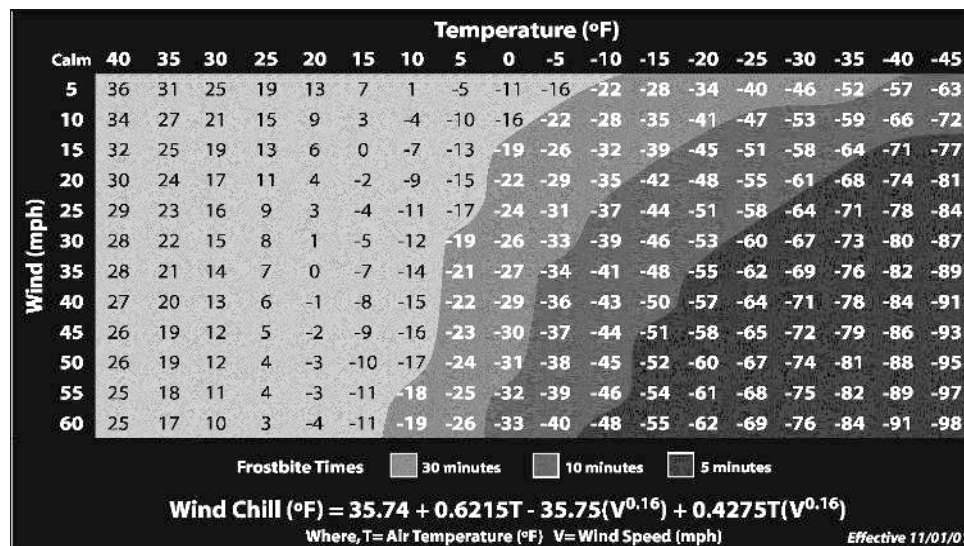 Temperature (ºF)
Calm 40 35 30 25 20 15 10 5 0 -5 -10 -15 -20 -25 -30 -35 -40 -45
5 36 31 25 19 13 7 1 -5 -11 -16 -22 -28 -34 -40 -46 -52 -57 -63
10 34 27 21 15 9 3 -4 -10 -16 -22 -28 -35 -41 -47 -53 -59 -66 -72
15 32 25 19 13 6 0 -7 -13 -19 -26 -32 -39 -45 -51 -58 -64 -71 -77
20 30 24 17 11 4 -2 -9 -15 -22 -29 -35 -42 -48 -55 -61 -68 -74 -81
25 29 23 16 9 3 -4 -11 -17 -24 -31 -37 -44 -51 -58 -64 -71 -78 -84
30 28 22 15 8 1 -5 -12 -19 -26 -33 -39 -46 -53 -60 -67 -73 -80 -87
35 28 21 14 7 0 -7 -14 -21 -27 -34 -41 -48 -55 -62 -69 -76 -82 -89
40 27 20 13 6 -1 -8 -15 -22 -29 -36 -43 -50 -57 -64 -71 -78 -84 -91
45 26 19 12 5 -2 -9 -16 -23 -30 -37 -44 -51 -58 -65 -72 -79 -86 -93
50 26 19 12 4 -3 -10 -17 -24 -31 -38 -45 -52 -60 -67 -74 -81 -88 -95
55 25 18 11 4 -3 -11 -18 -25 -32 -39 -46 -54 -61 -68 -75 -82 -89 -97
60 25 17 10 3 -4 -11 -19 -26 -33 -40 -48 -55 -62 -69 -76 -84 -91 -98
Wind (mph)
Frostbite Times 30 minutes 10 minutes 5 minutes
Wind Chill (ºF) = 35.74 + 0.6215T - 35.75(V0.16) + 0.4275T(V0.16)
Where, T= Air Temperature (ºF) V= Wind Speed (mph)
Effective 11/01/01